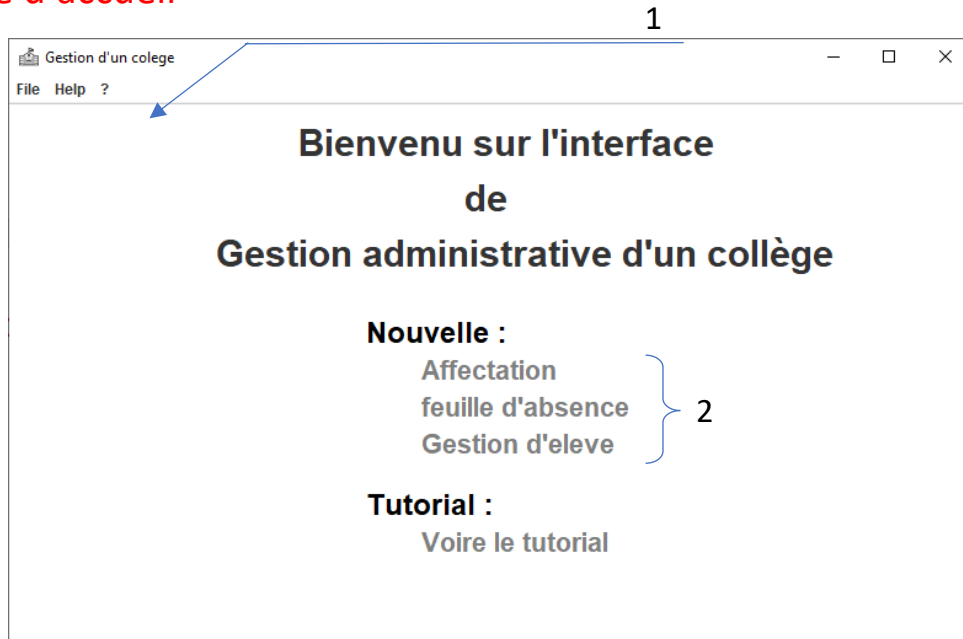 d'accueil
1
Gestion d'un colege
File Help ?
Bienvenu sur l'interface
de
Gestion administrative d'un collège
Nouvelle :
Affectation
feuille d'absence
2
Gestion d'eleve
Tutorial :
Voire le tutorial